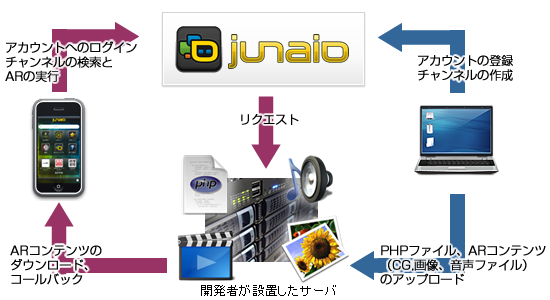 junaio
アカウントへのログイン
チャンネルの検索と
ARの実行
アカウントの登録
チャンネルの作成
リクエスト
php
ARコンテンツの
ダウンロード、
コールバック
PHPファイル、ARコンテンツ
（CG,画像、音声ファイル）
のアップロード
開発者が設置したサーバ